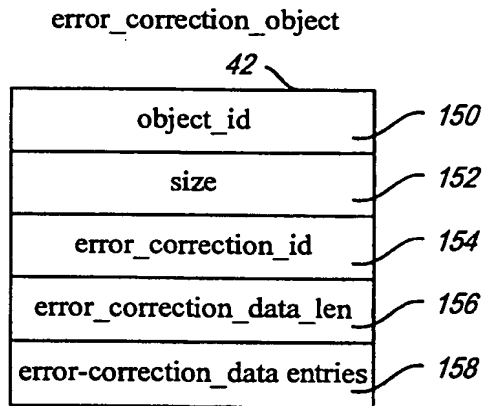 error_correction_object
42
object_id 150
size 152
error_correction_id 154
error_correction_data_len 156
error-correction_data entries 158